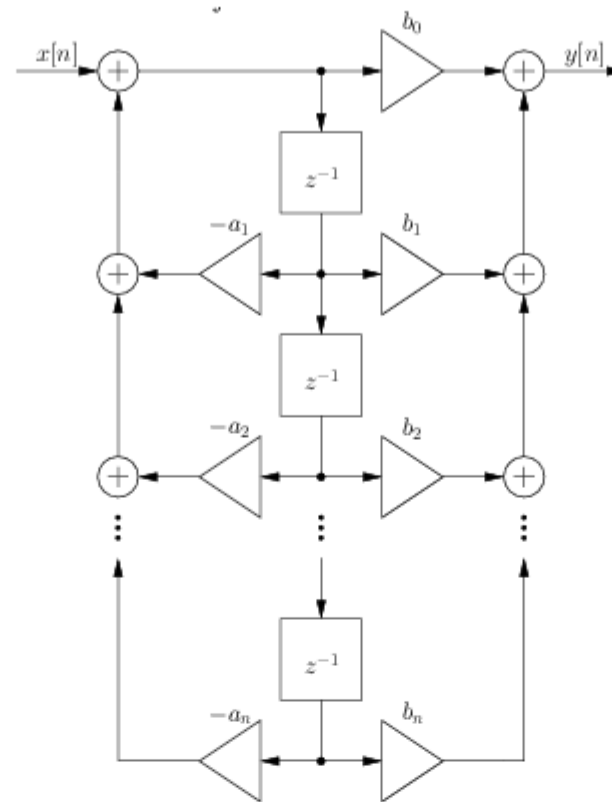 b₀
x[n] + + y[n]
z⁻¹
−a₁ b₁
+ +
z⁻¹
−a₂ b₂
+ +
z⁻¹
−aₙ bₙ